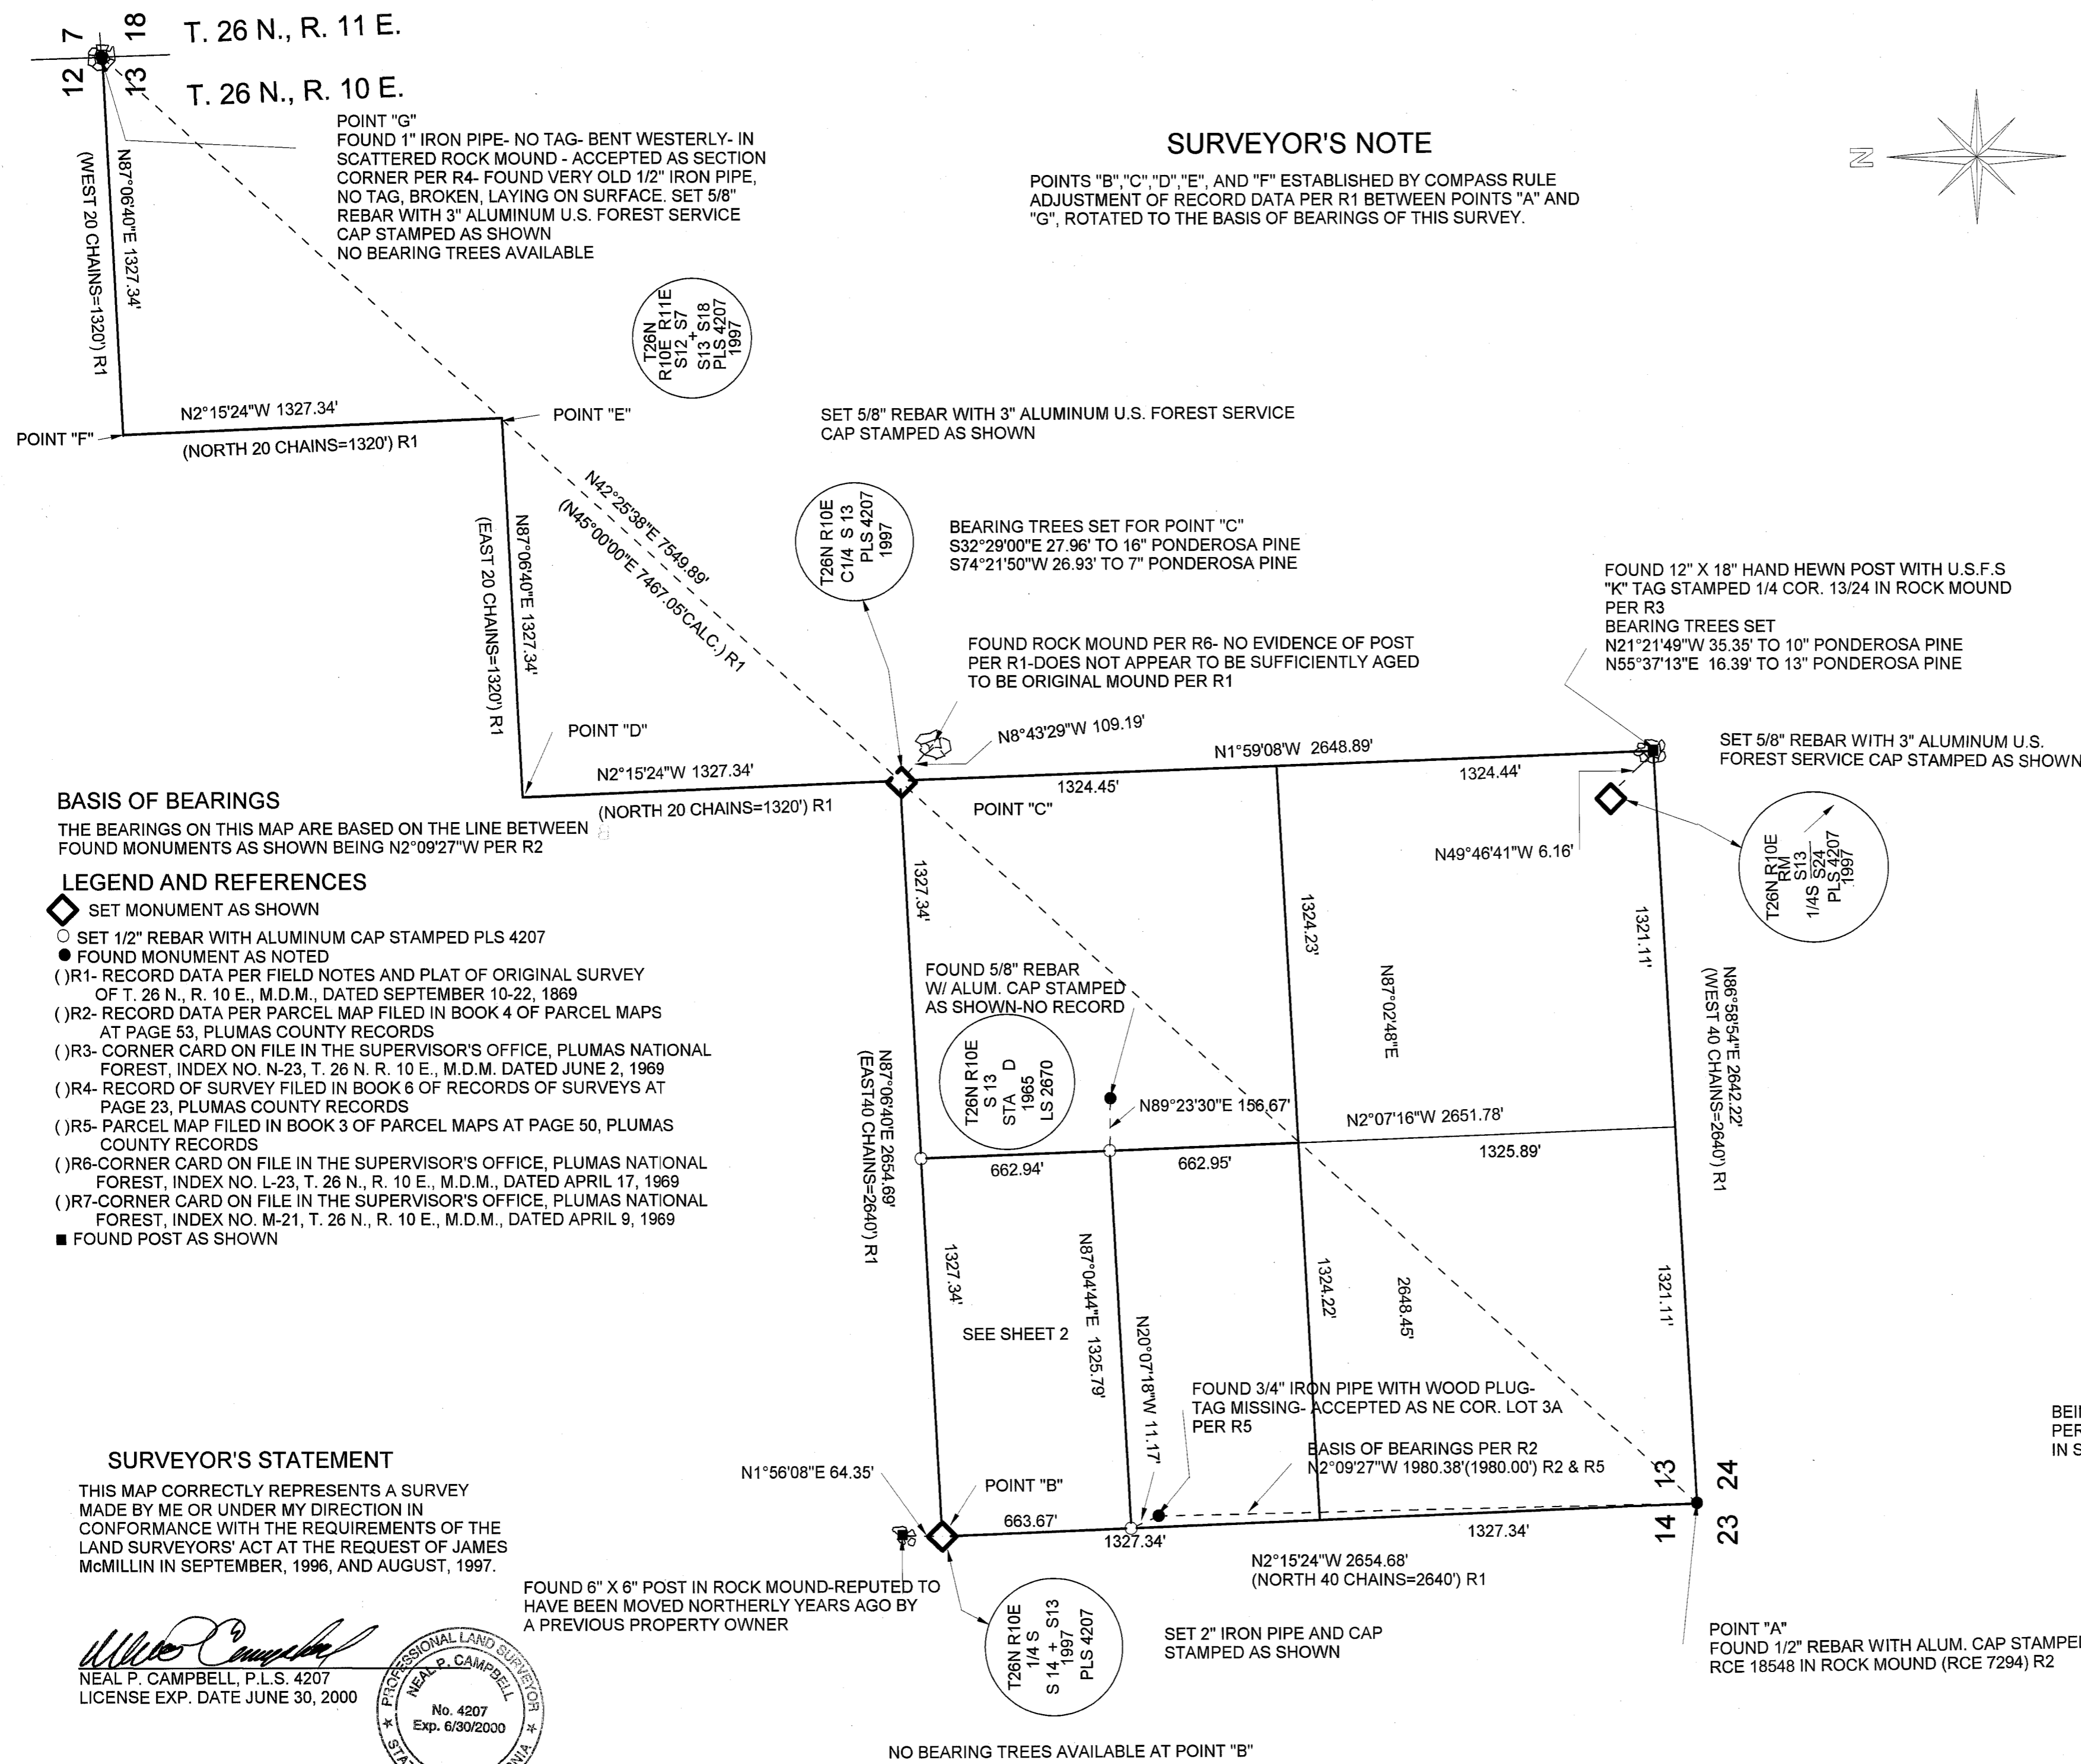 7
18
12
13
T. 26 N., R. 11 E.
T. 26 N., R. 10 E.
POINT "G"
FOUND 1" IRON PIPE- NO TAG- BENT WESTERLY- IN
SCATTERED ROCK MOUND - ACCEPTED AS SECTION
CORNER PER R4- FOUND VERY OLD 1/2" IRON PIPE,
NO TAG, BROKEN, LAYING ON SURFACE. SET 5/8"
REBAR WITH 3" ALUMINUM U.S. FOREST SERVICE
CAP STAMPED AS SHOWN
NO BEARING TREES AVAILABLE
N87°06'40"E 1327.34'
(WEST 20 CHAINS=1320') R1
SURVEYOR'S NOTE
POINTS "B","C","D","E", AND "F" ESTABLISHED BY COMPASS RULE
ADJUSTMENT OF RECORD DATA PER R1 BETWEEN POINTS "A" AND
"G", ROTATED TO THE BASIS OF BEARINGS OF THIS SURVEY.
N
T26N
R10E R11E
S12 S7
+
S13 S18
PLS 4207
1997
N2°15'24"W 1327.34'
(NORTH 20 CHAINS=1320') R1
POINT "F"
POINT "E"
SET 5/8" REBAR WITH 3" ALUMINUM U.S. FOREST SERVICE
CAP STAMPED AS SHOWN
N42°25'38"E 7549.89'
(N45°00'00"E 7467.05'CALC.) R1
N87°06'40"E 1327.34'
(EAST 20 CHAINS=1320') R1
T26N R10E
C1/4 S 13
PLS 4207
1997
BEARING TREES SET FOR POINT "C"
S32°29'00"E 27.96' TO 16" PONDEROSA PINE
S74°21'50"W 26.93' TO 7" PONDEROSA PINE
FOUND ROCK MOUND PER R6- NO EVIDENCE OF POST
PER R1-DOES NOT APPEAR TO BE SUFFICIENTLY AGED
TO BE ORIGINAL MOUND PER R1
FOUND 12" X 18" HAND HEWN POST WITH U.S.F.S
"K" TAG STAMPED 1/4 COR. 13/24 IN ROCK MOUND
PER R3
BEARING TREES SET
N21°21'49"W 35.35' TO 10" PONDEROSA PINE
N55°37'13"E 16.39' TO 13" PONDEROSA PINE
POINT "D"
N2°15'24"W 1327.34'
(NORTH 20 CHAINS=1320') R1
N8°43'29"W 109.19'
N1°59'08'W 2648.89'
1324.45'
1324.44'
POINT "C"
SET 5/8" REBAR WITH 3" ALUMINUM U.S.
FOREST SERVICE CAP STAMPED AS SHOWN
N49°46'41"W 6.16'
T26N R10E
RM
S13
1/4S S24
PLS 4207
1997
BASIS OF BEARINGS
THE BEARINGS ON THIS MAP ARE BASED ON THE LINE BETWEEN
FOUND MONUMENTS AS SHOWN BEING N2°09'27"W PER R2
LEGEND AND REFERENCES
SET MONUMENT AS SHOWN
SET 1/2" REBAR WITH ALUMINUM CAP STAMPED PLS 4207
FOUND MONUMENT AS NOTED
( )R1- RECORD DATA PER FIELD NOTES AND PLAT OF ORIGINAL SURVEY
OF T. 26 N., R. 10 E., M.D.M., DATED SEPTEMBER 10-22, 1869
( )R2- RECORD DATA PER PARCEL MAP FILED IN BOOK 4 OF PARCEL MAPS
AT PAGE 53, PLUMAS COUNTY RECORDS
( )R3- CORNER CARD ON FILE IN THE SUPERVISOR'S OFFICE, PLUMAS NATIONAL
FOREST, INDEX NO. N-23, T. 26 N. R. 10 E., M.D.M. DATED JUNE 2, 1969
( )R4- RECORD OF SURVEY FILED IN BOOK 6 OF RECORDS OF SURVEYS AT
PAGE 23, PLUMAS COUNTY RECORDS
( )R5- PARCEL MAP FILED IN BOOK 3 OF PARCEL MAPS AT PAGE 50, PLUMAS
COUNTY RECORDS
( )R6-CORNER CARD ON FILE IN THE SUPERVISOR'S OFFICE, PLUMAS NATIONAL
FOREST, INDEX NO. L-23, T. 26 N., R. 10 E., M.D.M., DATED APRIL 17, 1969
( )R7-CORNER CARD ON FILE IN THE SUPERVISOR'S OFFICE, PLUMAS NATIONAL
FOREST, INDEX NO. M-21, T. 26 N., R. 10 E., M.D.M., DATED APRIL 9, 1969
FOUND POST AS SHOWN
1327.34'
1324.23'
N87°02'48"E
1321.11'
N86°58'54"E 2642.22'
(WEST 40 CHAINS=2640') R1
FOUND 5/8" REBAR
W/ ALUM. CAP STAMPED
AS SHOWN-NO RECORD
T26N R10E
S 13
STA D
1965
LS 2670
N87°06'40'E 2654.69'
(EAST40 CHAINS=2640') R1
N89°23'30"E 156.67'
N2°07'16"W 2651.78'
662.94'
662.95'
1325.89'
1327.34'
N87°04'44"E 1325.79'
1324.22'
2648.45'
1321.11'
SEE SHEET 2
N20°07'18"W 11.17'
FOUND 3/4" IRON PIPE WITH WOOD PLUG-
TAG MISSING- ACCEPTED AS NE COR. LOT 3A
PER R5
BASIS OF BEARINGS PER R2
N2°09'27"W 1980.38'(1980.00') R2 & R5
BEI
PER
IN S
13
24
14
23
N1°56'08"E 64.35'
POINT "B"
663.67'
1327.34'
1327.34'
N2°15'24"W 2654.68'
(NORTH 40 CHAINS=2640') R1
SURVEYOR'S STATEMENT
THIS MAP CORRECTLY REPRESENTS A SURVEY
MADE BY ME OR UNDER MY DIRECTION IN
CONFORMANCE WITH THE REQUIREMENTS OF THE
LAND SURVEYORS' ACT AT THE REQUEST OF JAMES
McMILLIN IN SEPTEMBER, 1996, AND AUGUST, 1997.
NEAL P. CAMPBELL, P.L.S. 4207
LICENSE EXP. DATE JUNE 30, 2000
PROFESSIONAL LAND SURVEYOR
NEAL P. CAMPBELL
No. 4207
Exp. 6/30/2000
FOUND 6" X 6" POST IN ROCK MOUND-REPUTED TO
HAVE BEEN MOVED NORTHERLY YEARS AGO BY
A PREVIOUS PROPERTY OWNER
T26N R10E
1/4 S
S 14 + S13
1997
PLS 4207
SET 2" IRON PIPE AND CAP
STAMPED AS SHOWN
POINT "A"
FOUND 1/2" REBAR WITH ALUM. CAP STAMPED
RCE 18548 IN ROCK MOUND (RCE 7294) R2
NO BEARING TREES AVAILABLE AT POINT "B"